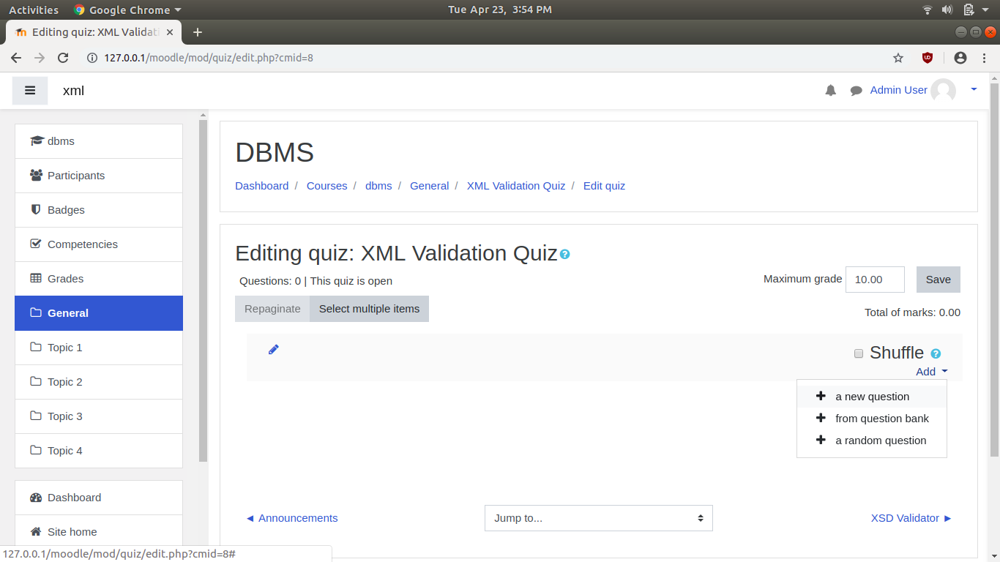 Activities Google Chrome Tue Apr 23, 3:54 PM
Editing quiz: XML Validati
127.0.0.1/moodle/mod/quiz/edit.php?cmid=8
xml Admin User
dbms
Participants
Badges
Competencies
Grades
General
Topic 1
Topic 2
Topic 3
Topic 4
Dashboard
Site home
DBMS
Dashboard / Courses / dbms / General / XML Validation Quiz / Edit quiz
Editing quiz: XML Validation Quiz
Questions: 0 | This quiz is open
Maximum grade 10.00 Save
Repaginate Select multiple items
Total of marks: 0.00
Shuffle
Add
a new question
from question bank
a random question
◄ Announcements Jump to... XSD Validator ►
127.0.0.1/moodle/mod/quiz/edit.php?cmid=8#